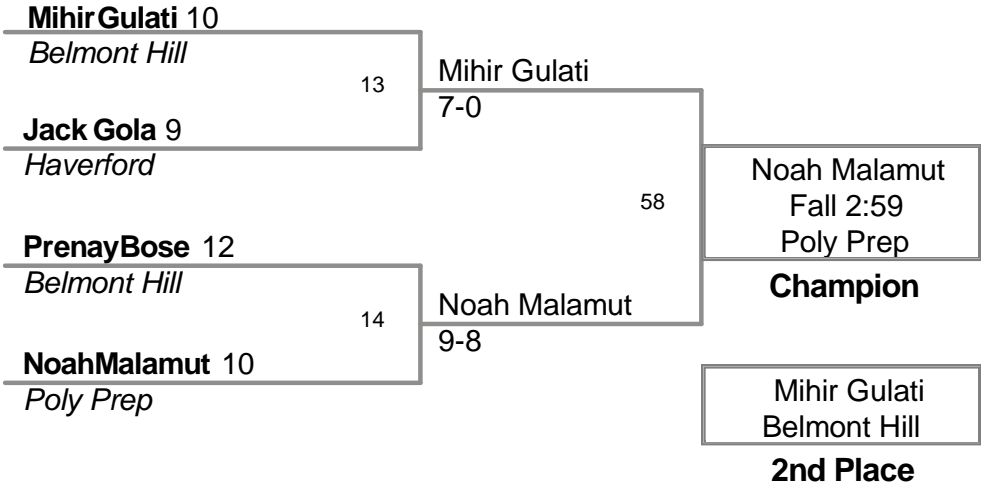 Mihir Gulati 10
Belmont Hill
13
Mihir Gulati
7-0
Jack Gola 9
Haverford
58
Noah Malamut
Fall 2:59
Poly Prep
Champion
Prenay Bose 12
Belmont Hill
14
Noah Malamut
9-8
Noah Malamut 10
Poly Prep
Mihir Gulati
Belmont Hill
2nd Place